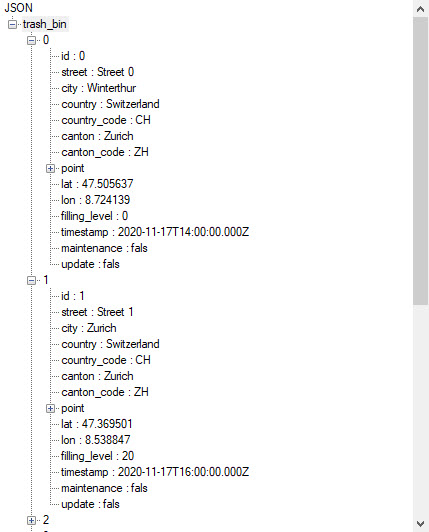 JSON
trash_bin
0
id : 0
street : Street 0
city : Winterthur
country : Switzerland
country_code : CH
canton : Zurich
canton_code : ZH
point
lat : 47.505637
lon : 8.724139
filling_level : 0
timestamp : 2020-11-17T14:00:00.000Z
maintenance : fals
update : fals
1
id : 1
street : Street 1
city : Zurich
country : Switzerland
country_code : CH
canton : Zurich
canton_code : ZH
point
lat : 47.369501
lon : 8.538847
filling_level : 20
timestamp : 2020-11-17T16:00:00.000Z
maintenance : fals
update : fals
2